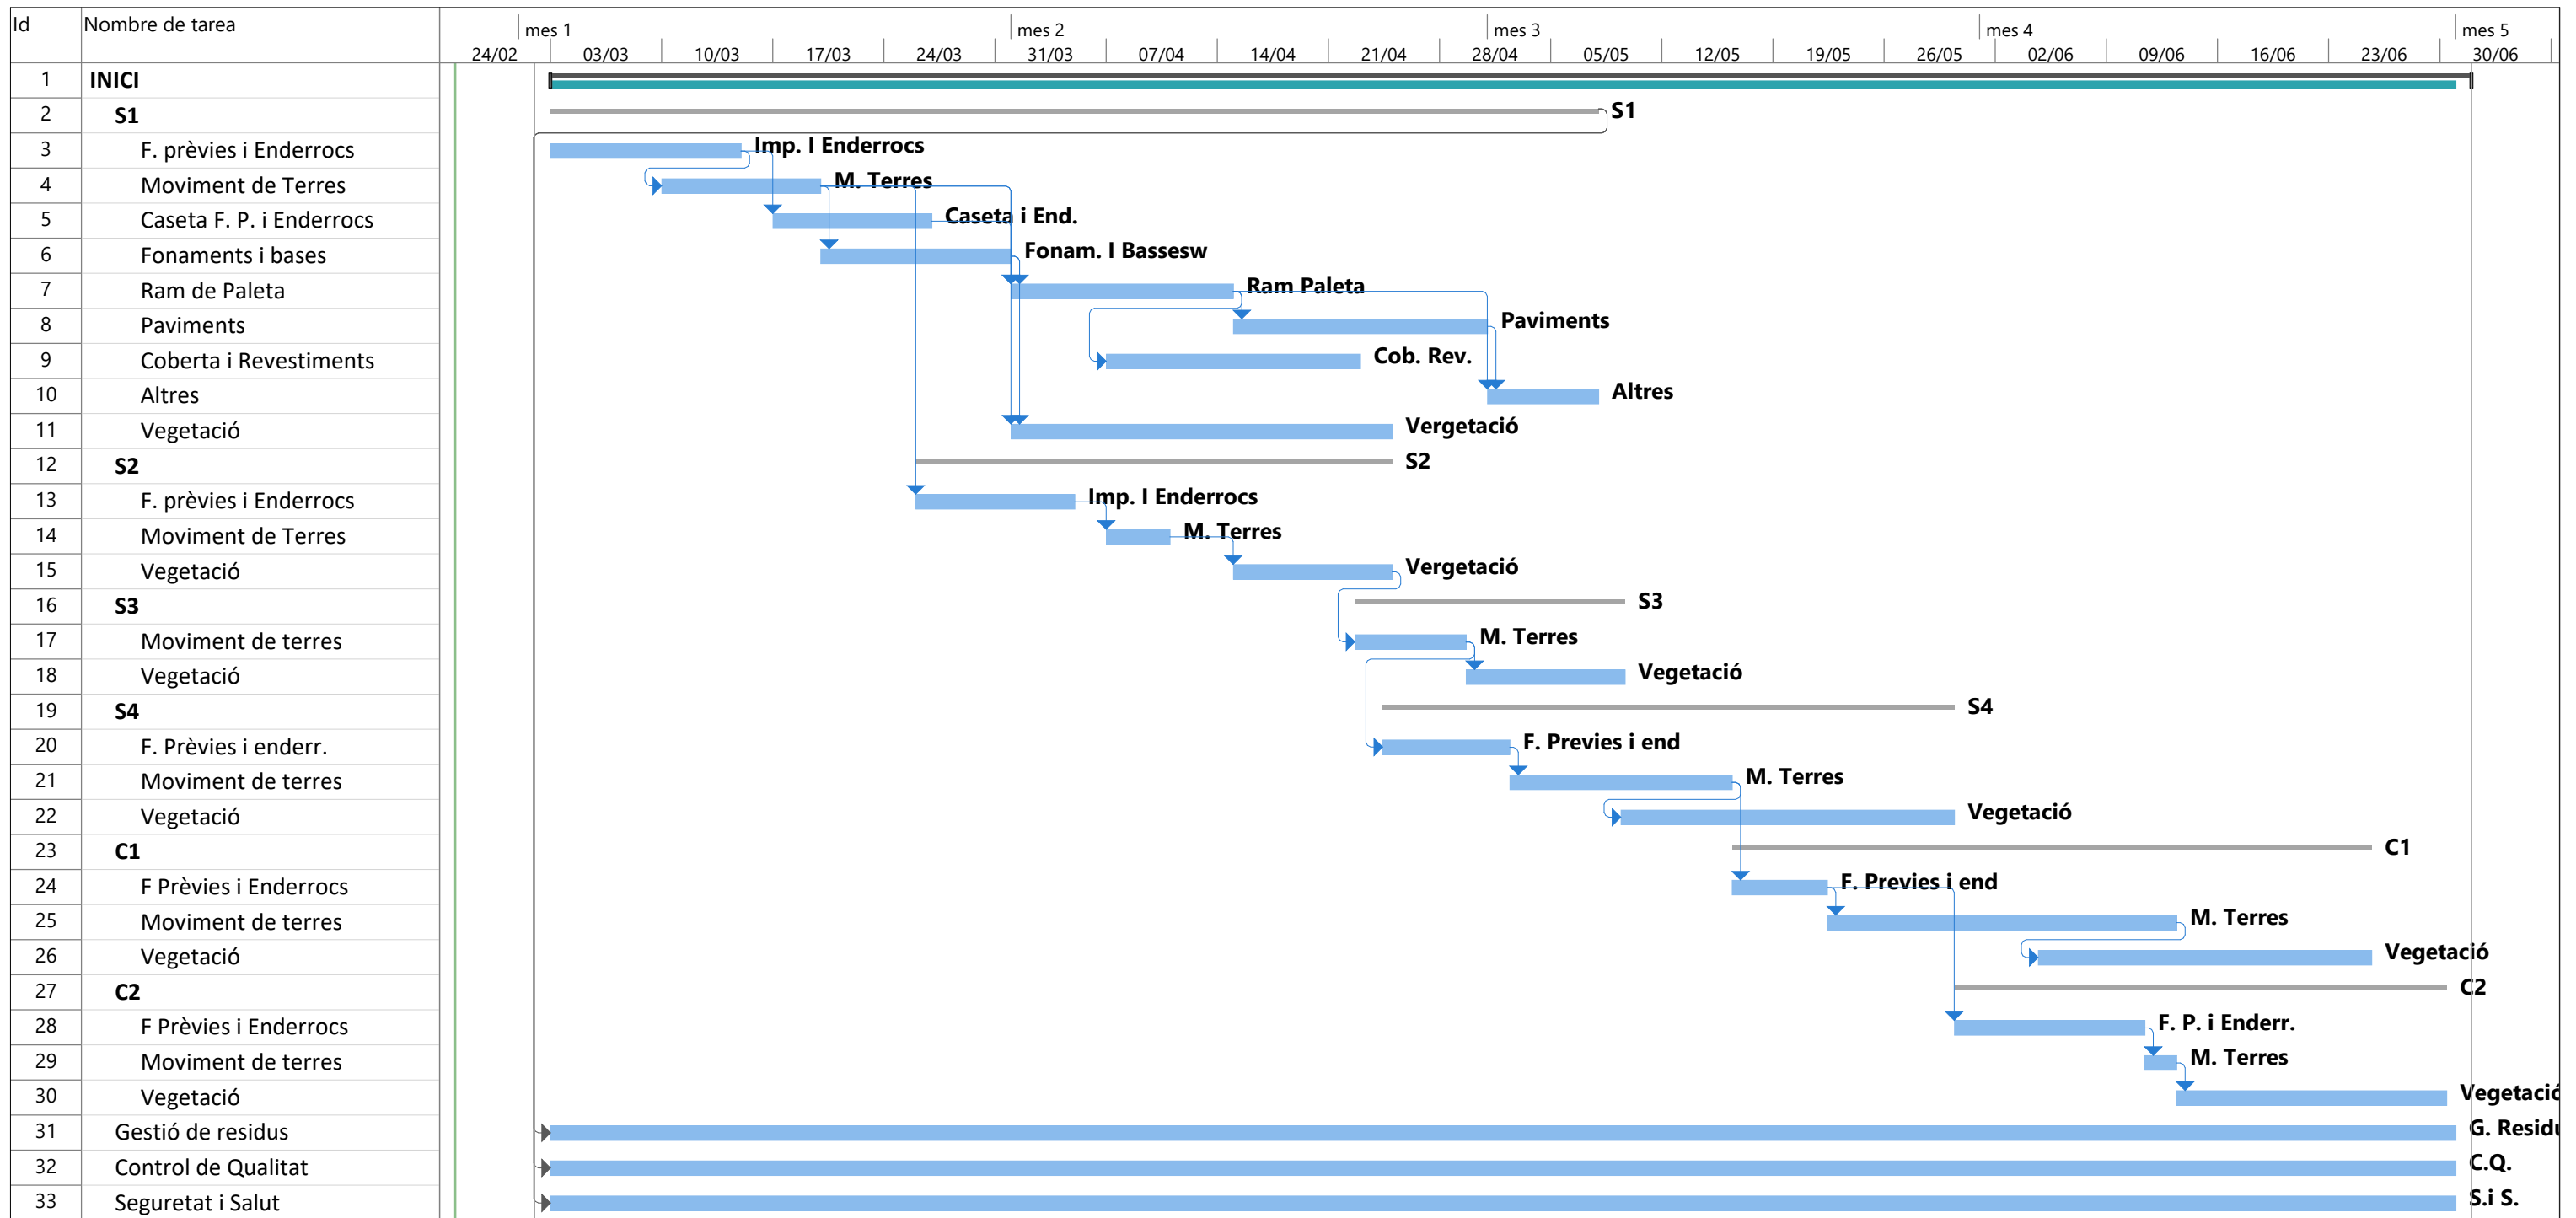 Id Nombre de tarea mes 1 mes 2 mes 3 mes 4 mes 5
24/02 03/03 10/03 17/03 24/03 31/03 07/04 14/04 21/04 28/04 05/05 12/05 19/05 26/05 02/06 09/06 16/06 23/06 30/06
1 INICI
2 S1 S1
3 F. prèvies i Enderrocs Imp. I Enderrocs
4 Moviment de Terres M. Terres
5 Caseta F. P. i Enderrocs Caseta i End.
6 Fonaments i bases Fonam. I Bassesw
7 Ram de Paleta Ram Paleta
8 Paviments Paviments
9 Coberta i Revestiments Cob. Rev.
10 Altres Altres
11 Vegetació Vergetació
12 S2 S2
13 F. prèvies i Enderrocs Imp. I Enderrocs
14 Moviment de Terres M. Terres
15 Vegetació Vergetació
16 S3 S3
17 Moviment de terres M. Terres
18 Vegetació Vegetació
19 S4 S4
20 F. Prèvies i enderr. F. Previes i end
21 Moviment de terres M. Terres
22 Vegetació Vegetació
23 C1 C1
24 F Prèvies i Enderrocs F. Previes i end
25 Moviment de terres M. Terres
26 Vegetació Vegetació
27 C2 C2
28 F Prèvies i Enderrocs F. P. i Enderr.
29 Moviment de terres M. Terres
30 Vegetació Vegetació
31 Gestió de residus G. Residu
32 Control de Qualitat C.Q.
33 Seguretat i Salut S.i S.